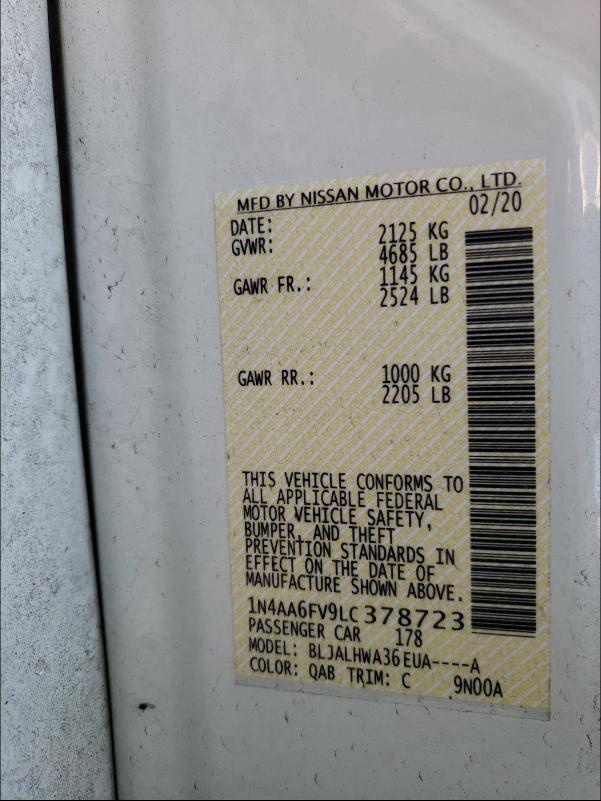 MFD BY NISSAN MOTOR CO., LTD.
DATE: 02/20
GVWR: 2125 KG
4685 LB
GAWR FR.: 1145 KG
2524 LB
GAWR RR.: 1000 KG
2205 LB
THIS VEHICLE CONFORMS TO
ALL APPLICABLE FEDERAL
MOTOR VEHICLE SAFETY,
BUMPER, AND THEFT
PREVENTION STANDARDS IN
EFFECT ON THE DATE OF
MANUFACTURE SHOWN ABOVE.
1N4AA6FV9LC378723
PASSENGER CAR 178
MODEL: BLJALHWA36EUA----A
COLOR: QAB TRIM: C 9N00A